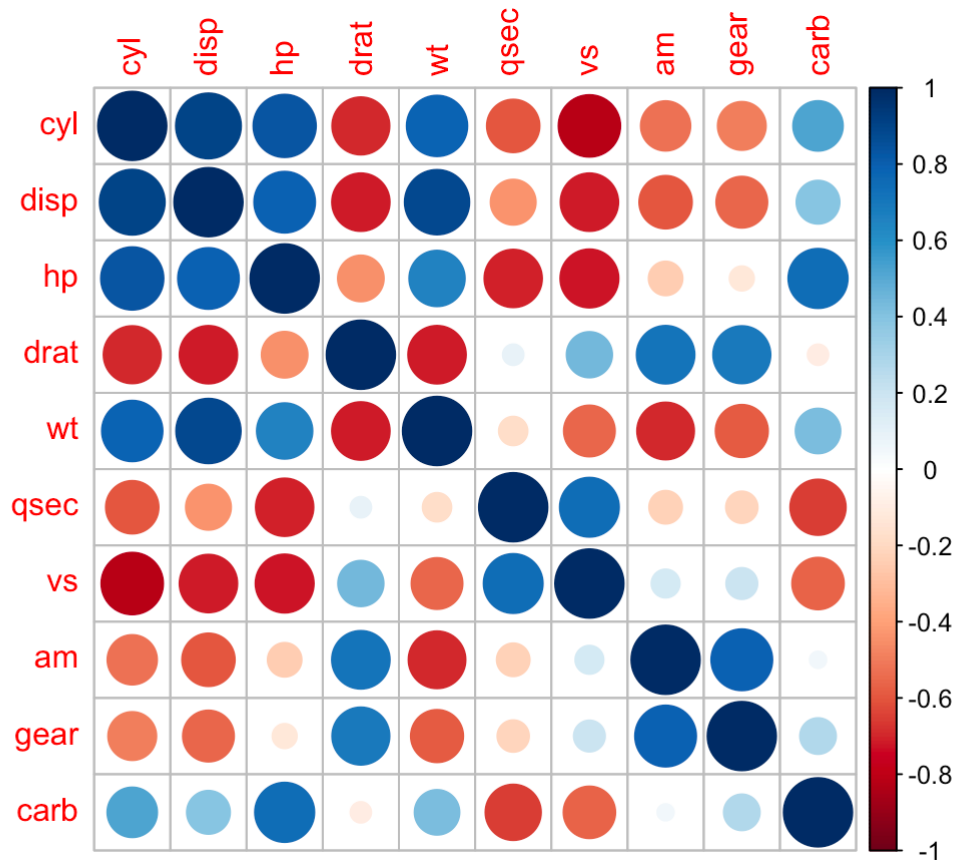 cyl disp hp drat wt qsec vs am gear carb
cyl
disp
hp
drat
wt
qsec
vs
am
gear
carb
1
0.8
0.6
0.4
0.2
0
-0.2
-0.4
-0.6
-0.8
-1